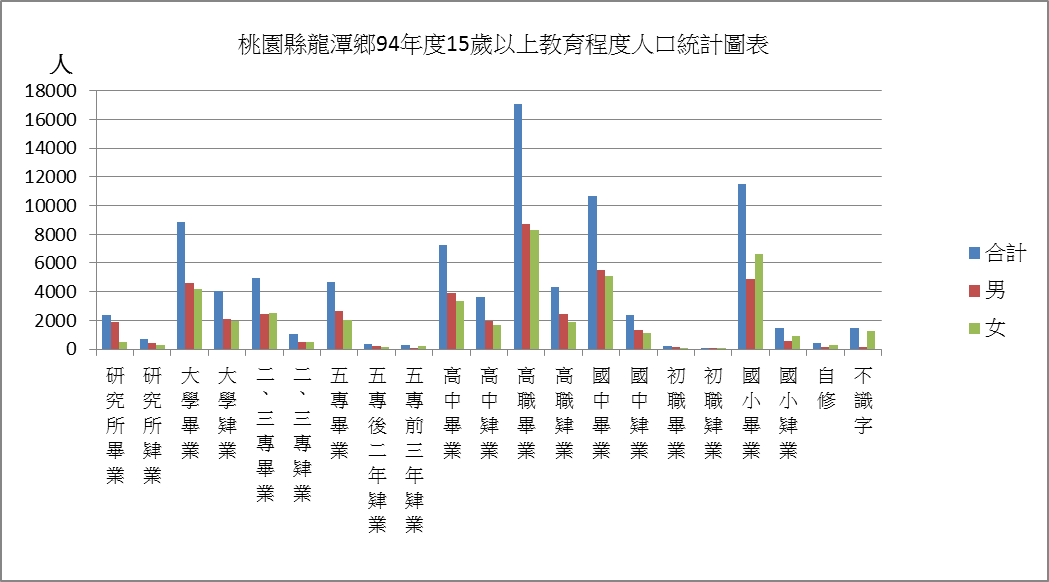 桃園縣龍潭鄉94年度15歲以上教育程度人口統計圖表
人
18000
16000
14000
12000
10000
8000
6000
4000
2000
0
研究所畢業
研究所肄業
大學畢業
大學肄業
二、三專畢業
二、三專肄業
五專畢業
五專後二年肄業
五專前三年肄業
高中畢業
高中肄業
高職畢業
高職肄業
國中畢業
國中肄業
初職畢業
初職肄業
國小畢業
國小肄業
自修
不識字
合計
男
女